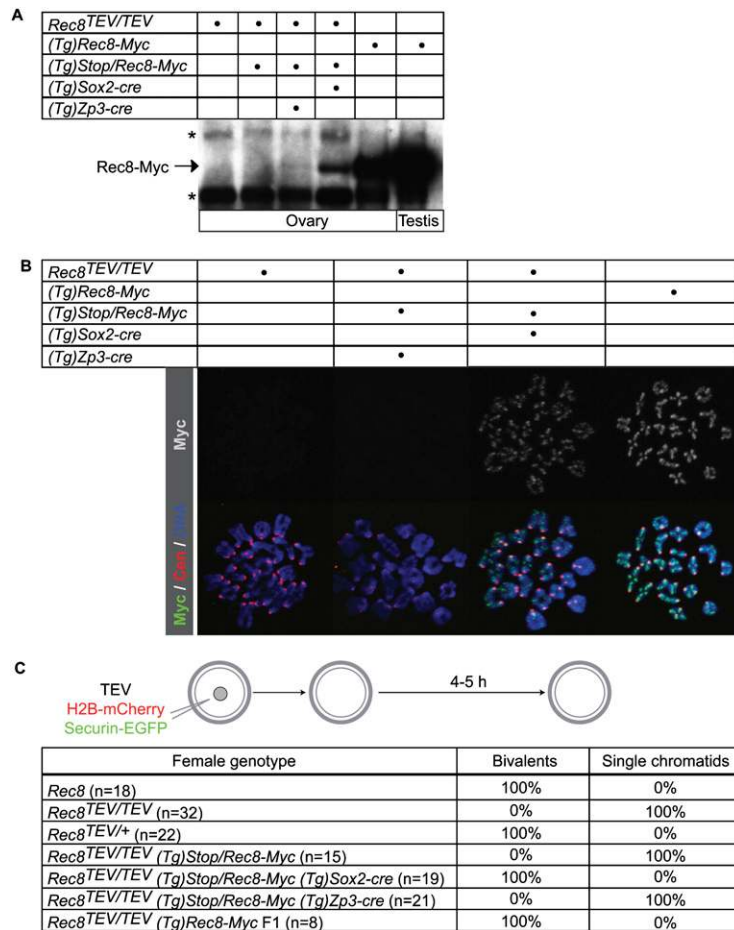 A
Rec8TEV/TEV • • • •
(Tg)Rec8-Myc • •
(Tg)Stop/Rec8-Myc • • •
(Tg)Sox2-cre •
(Tg)Zp3-cre •
*
Rec8-Myc
*
Ovary Testis
B
Rec8TEV/TEV • • •
(Tg)Rec8-Myc •
(Tg)Stop/Rec8-Myc • •
(Tg)Sox2-cre •
(Tg)Zp3-cre •
Myc
Myc / Cen / DNA
C
TEV
H2B-mCherry
Securin-EGFP
4-5 h
Female genotype Bivalents Single chromatids
Rec8 (n=18) 100% 0%
Rec8TEV/TEV (n=32) 0% 100%
Rec8TEV/+ (n=22) 100% 0%
Rec8TEV/TEV (Tg)Stop/Rec8-Myc (n=15) 0% 100%
Rec8TEV/TEV (Tg)Stop/Rec8-Myc (Tg)Sox2-cre (n=19) 100% 0%
Rec8TEV/TEV (Tg)Stop/Rec8-Myc (Tg)Zp3-cre (n=21) 0% 100%
Rec8TEV/TEV (Tg)Rec8-Myc F1 (n=8) 100% 0%